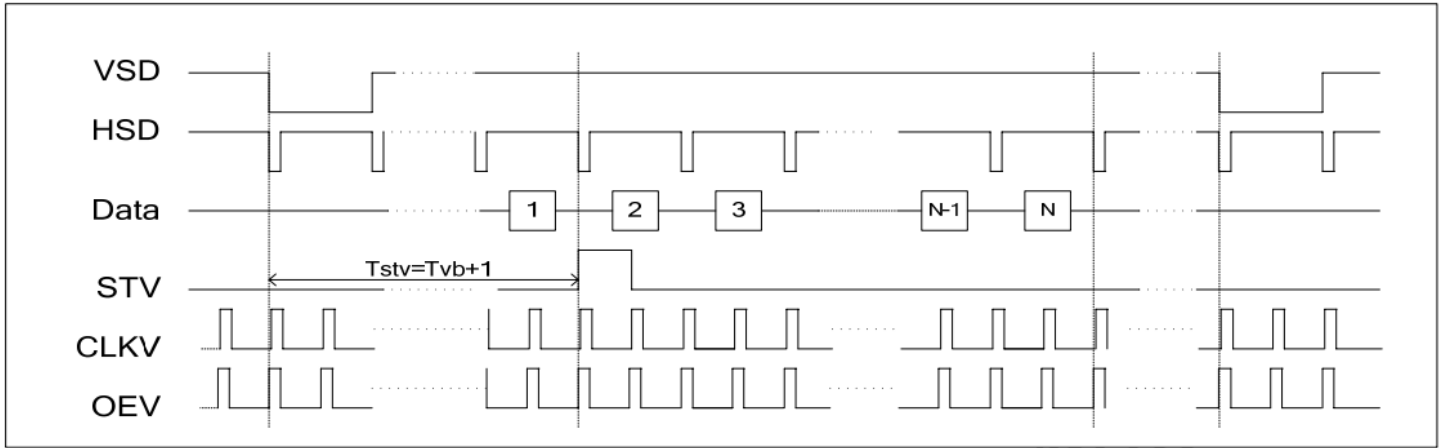 VSD
HSD
Data 1 2 3 N-1 N
Tstv=Tvb+1
STV
CLKV
OEV